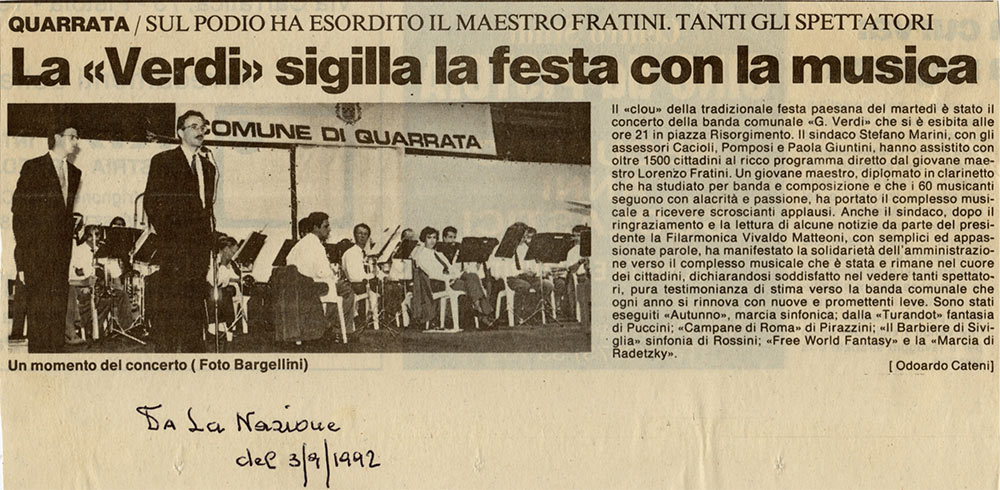 QUARRATA / SUL PODIO HA ESORDITO IL MAESTRO FRATINI. TANTI GLI SPETTATORI
La «Verdi» sigilla la festa con la musica
COMUNE DI QUARRATA
Un momento del concerto ( Foto Bargellini)
Il «clou» della tradizionale festa paesana del martedì è stato il
concerto della banda comunale «G. Verdi» che si è esibita alle
ore 21 in piazza Risorgimento. Il sindaco Stefano Marini, con gli
assessori Cacioli, Pomposi e Paola Giuntini, hanno assistito con
oltre 1500 cittadini al ricco programma diretto dal giovane mae-
stro Lorenzo Fratini. Un giovane maestro, diplomato in clarinetto
che ha studiato per banda e composizione e che i 60 musicanti
seguono con alacrità e passione, ha portato il complesso musi-
cale a ricevere scroscianti applausi. Anche il sindaco, dopo il
ringraziamento e la lettura di alcune notizie da parte del presi-
dente la Filarmonica Vivaldo Matteoni, con semplici ed appas-
sionate parole, ha manifestato la solidarietà dell'amministrazio-
ne verso il complesso musicale che è stata e rimane nel cuore
dei cittadini, dichiarandosi soddisfatto nel vedere tanti spettato-
ri, pura testimonianza di stima verso la banda comunale che
ogni anno si rinnova con nuove e promettenti leve. Sono stati
eseguiti «Autunno», marcia sinfonica; dalla «Turandot» fantasia
di Puccini; «Campane di Roma» di Pirazzini; «Il Barbiere di Sivi-
glia» sinfonia di Rossini; «Free World Fantasy» e la «Marcia di
Radetzky».
[ Odoardo Cateni]
Da La Nazione
del 3/9/1992